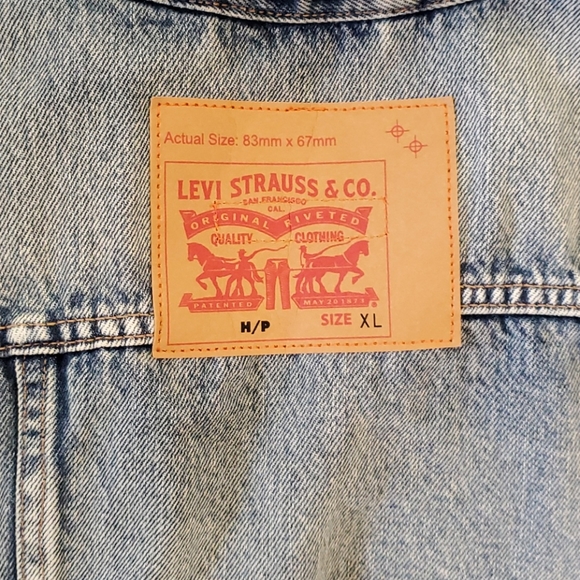 Actual Size: 83mm x 67mm
LEVI STRAUSS & CO.
SAN FRANCISCO
CAL.
ORIGINAL RIVETED
QUALITY CLOTHING
PATENTED MAY 20 1873
H/P SIZE XL